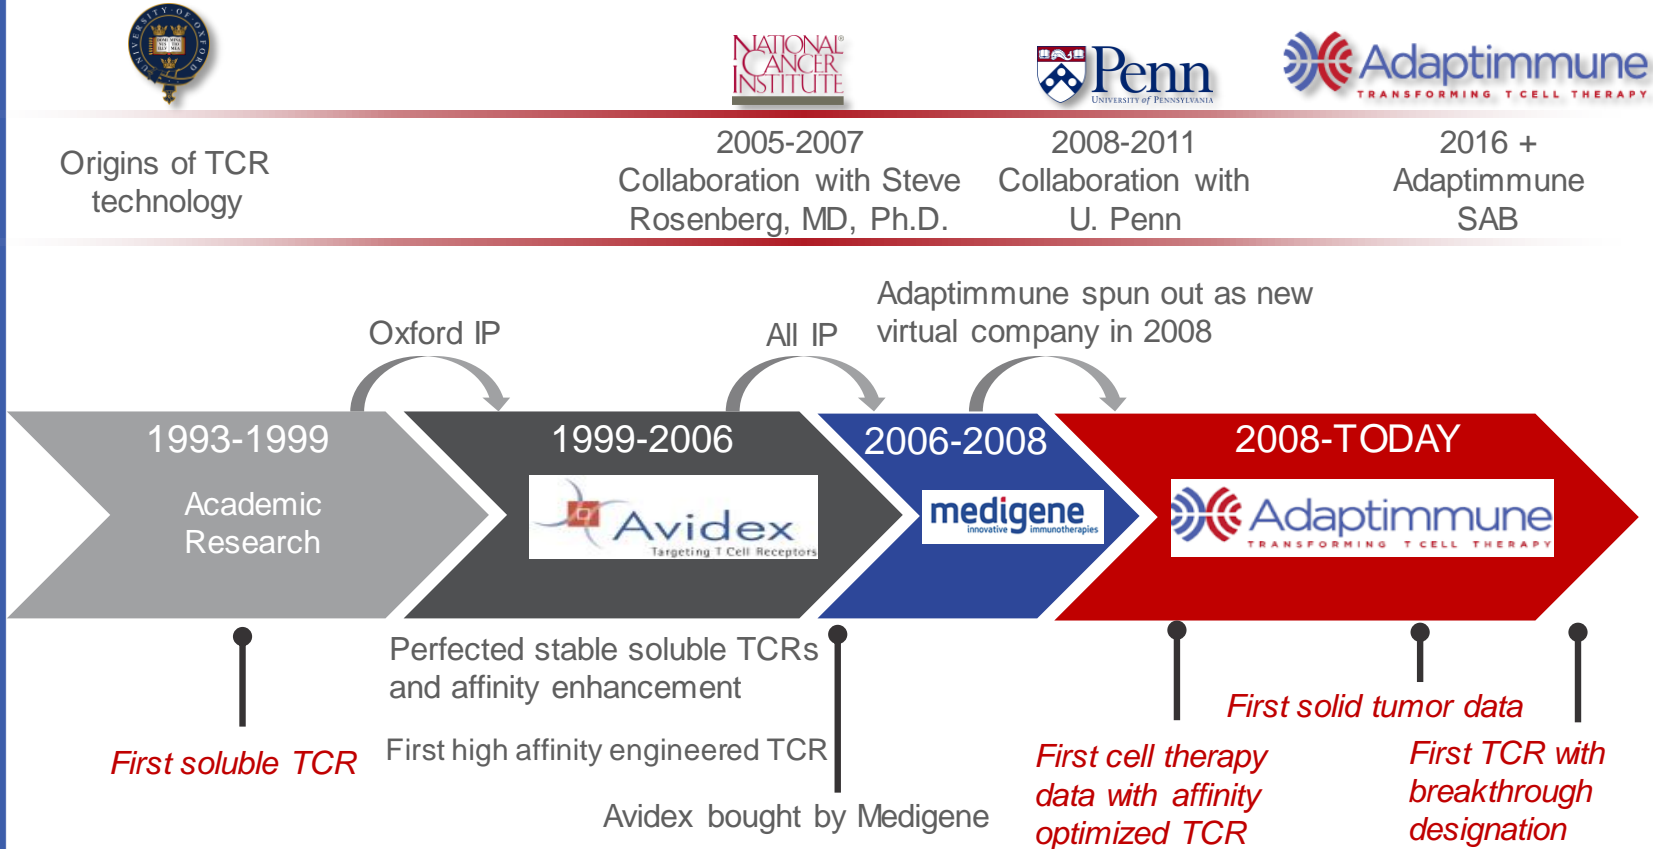 UNIVERSITY OF OXFORD
NATIONAL®
CANCER
INSTITUTE
Penn
UNIVERSITY of PENNSYLVANIA
Adaptimmune
TRANSFORMING T CELL THERAPY
Origins of TCR
technology
2005-2007
Collaboration with Steve
Rosenberg, MD, Ph.D.
2008-2011
Collaboration with
U. Penn
2016 +
Adaptimmune
SAB
Oxford IP
All IP
Adaptimmune spun out as new
virtual company in 2008
1993-1999
Academic
Research
1999-2006
Avidex
Targeting T Cell Receptors
2006-2008
medigene
innovative immunotherapies
2008-TODAY
Adaptimmune
TRANSFORMING T CELL THERAPY
First soluble TCR
Perfected stable soluble TCRs
and affinity enhancement
First high affinity engineered TCR
Avidex bought by Medigene
First cell therapy
data with affinity
optimized TCR
First solid tumor data
First TCR with
breakthrough
designation